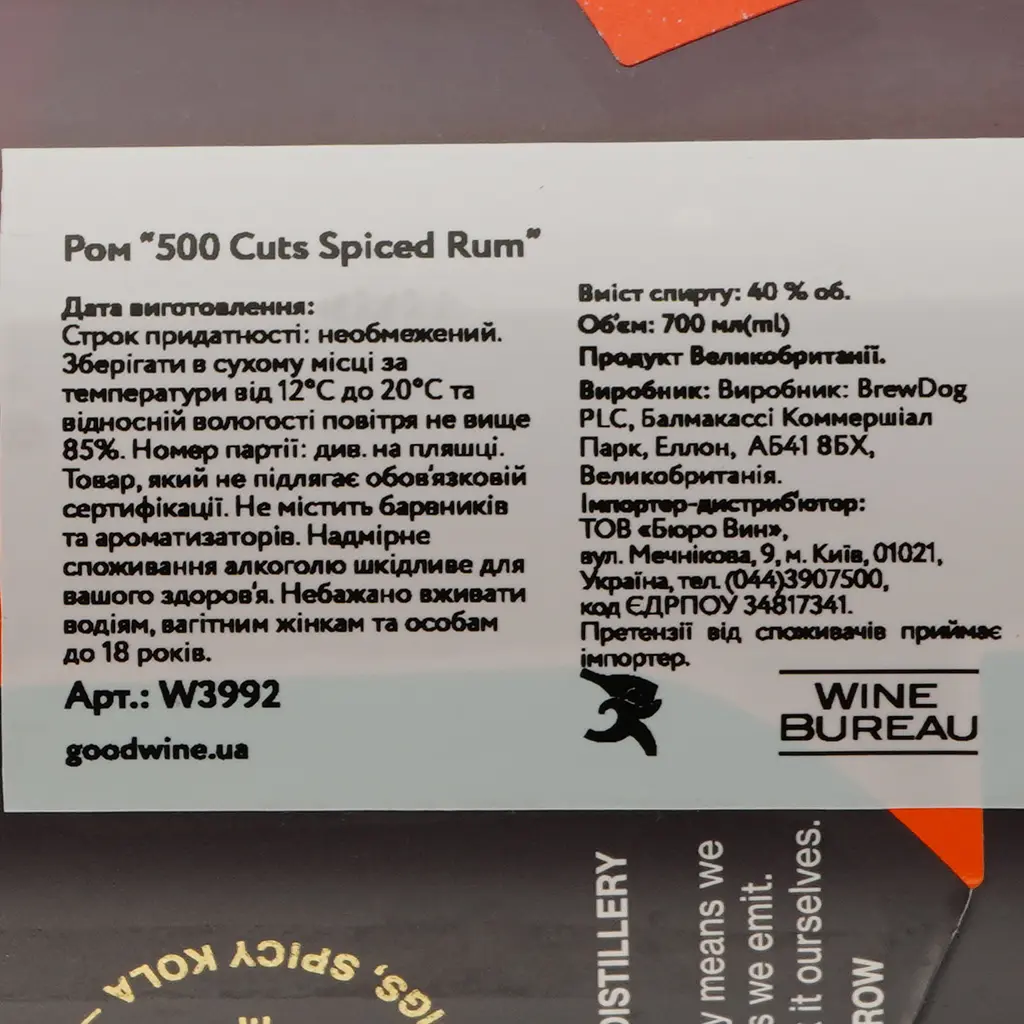 Ром "500 Cuts Spiced Rum"
Дата виготовлення:
Строк придатності: необмежений.
Зберігати в сухому місці за
температури від 12°C до 20°C та
відносній вологості повітря не вище
85%. Номер партії: див. на пляшці.
Товар, який не підлягає обов'язковій
сертифікації. Не містить барвників
та ароматизаторів. Надмірне
споживання алкоголю шкідливе для
вашого здоров'я. Небажано вживати
водіям, вагітним жінкам та особам
до 18 років.
Арт.: W3992
goodwine.ua
Вміст спирту: 40 % об.
Об'єм: 700 мл(ml)
Продукт Великобританії.
Виробник: Виробник: BrewDog
PLC, Балмакассі Коммершіал
Парк, Еллон, АБ41 8БХ,
Великобританія.
Імпортер-дистриб'ютор:
ТОВ «Бюро Вин»,
вул. Мечнікова, 9, м. Київ, 01021,
Україна, тел. (044)3907500,
код ЄДРПОУ 34817341.
Претензії від споживачів приймає
імпортер.
WINE
BUREAU
DISTILLERY
means we
we emit.
it ourselves.
SPICY KOLA